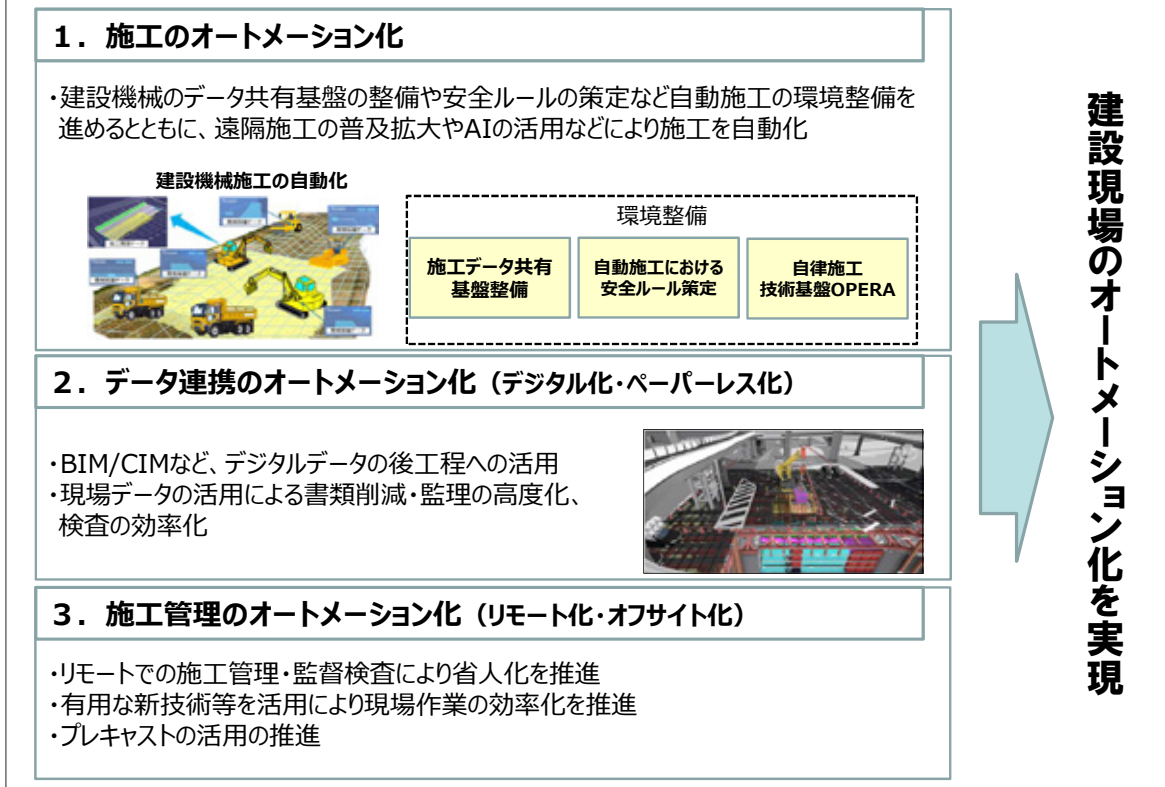 １．施工のオートメーション化
・建設機械のデータ共有基盤の整備や安全ルールの策定など自動施工の環境整備を
進めるとともに、遠隔施工の普及拡大やAIの活用などにより施工を自動化
建設機械施工の自動化
環境整備
施工データ共有
基盤整備
自動施工における
安全ルール策定
自律施工
技術基盤OPERA
２．データ連携のオートメーション化（デジタル化・ペーパーレス化）
・BIM/CIMなど、デジタルデータの後工程への活用
・現場データの活用による書類削減・監理の高度化、
検査の効率化
３．施工管理のオートメーション化（リモート化・オフサイト化）
・リモートでの施工管理・監督検査により省人化を推進
・有用な新技術等を活用により現場作業の効率化を推進
・プレキャストの活用の推進
建設現場のオートメーション化を実現